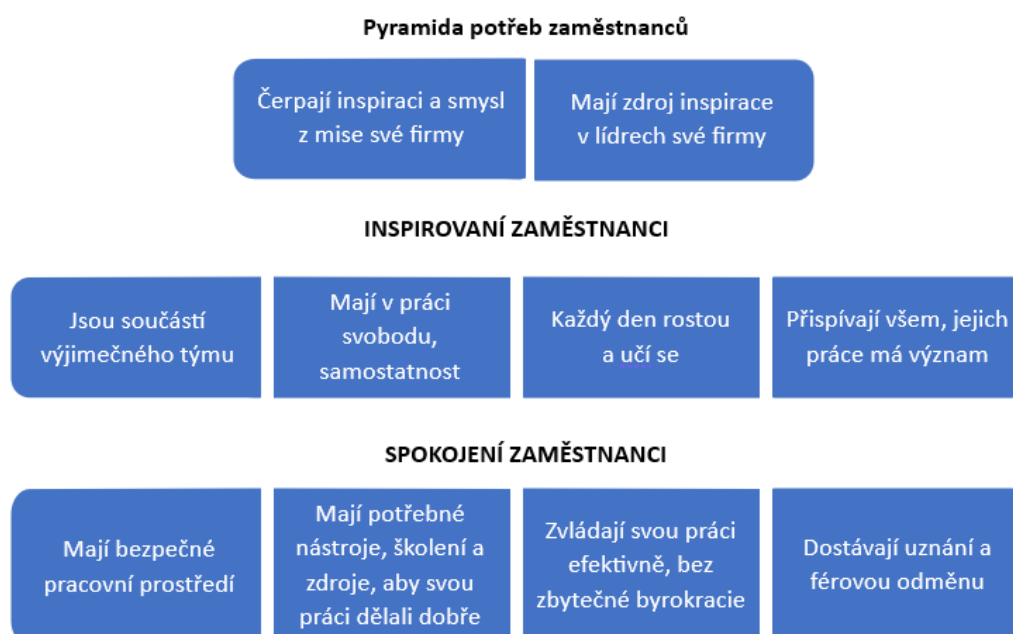 Pyramida potřeb zaměstnanců
Čerpají inspiraci a smysl
z mise své firmy
Mají zdroj inspirace
v lídrech své firmy
INSPIROVANÍ ZAMĚSTNANCI
Jsou součástí
výjimečného týmu
Mají v práci
svobodu,
samostatnost
Každý den rostou
a učí se
Přispívají všem, jejich
práce má význam
SPOKOJENÍ ZAMĚSTNANCI
Mají bezpečné
pracovní prostředí
Mají potřebné
nástroje, školení a
zdroje, aby svou
práci dělali dobře
Zvládají svou práci
efektivně, bez
zbytečné byrokracie
Dostávají uznání a
férovou odměnu